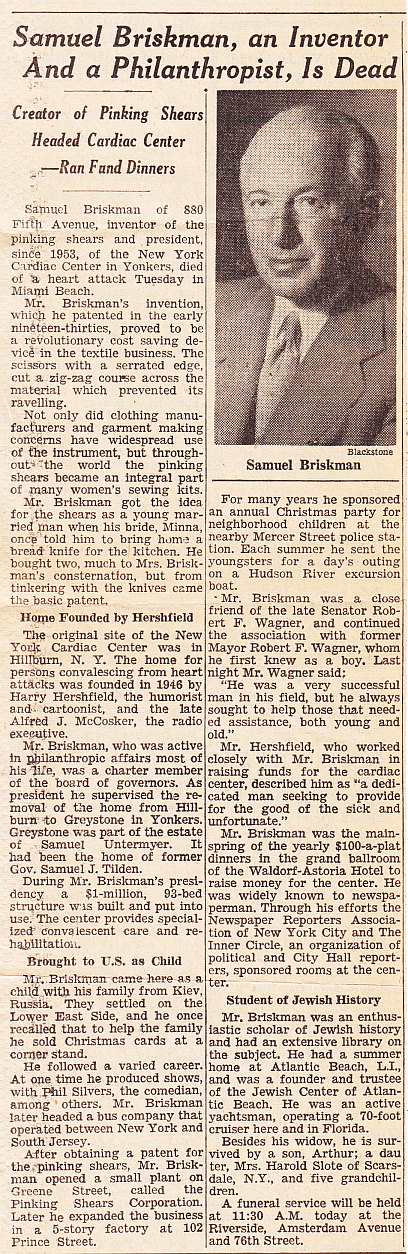 Samuel Briskman, an Inventor
And a Philanthropist, Is Dead
Creator of Pinking Shears
Headed Cardiac Center
—Ran Fund Dinners
Samuel Briskman of 880
Fifth Avenue, inventor of the
pinking shears and president,
since 1953, of the New York
Cardiac Center in Yonkers, died
of a heart attack Tuesday in
Miami Beach.
Mr. Briskman's invention,
which he patented in the early
nineteen-thirties, proved to be
a revolutionary cost saving de-
vice in the textile business. The
scissors with a serrated edge,
cut a zig-zag course across the
material which prevented its
ravelling.
Not only did clothing manu-
facturers and garment making
concerns have widespread use
of the instrument, but through-
out the world the pinking
shears became an integral part
of many women's sewing kits.
Mr. Briskman got the idea
for the shears as a young mar-
ried man when his bride, Minna,
once told him to bring home a
bread knife for the kitchen. He
bought two, much to Mrs. Brisk-
man's consternation, but from
tinkering with the knives came
the basic patent.
Home Founded by Hershfield
The original site of the New
York Cardiac Center was in
Hillburn, N. Y. The home for
persons convalescing from heart
attacks was founded in 1946 by
Harry Hershfield, the humorist
and cartoonist, and the late
Alfred J. McCosker, the radio
executive.
Mr. Briskman, who was active
in philanthropic affairs most of
his life, was a charter member
of the board of governors. As
president he supervised the re-
moval of the home from Hill-
burn to Greystone in Yonkers.
Greystone was part of the estate
of Samuel Untermyer. It
had been the home of former
Gov. Samuel J. Tilden.
During Mr. Briskman's presi-
dency a $1-million, 93-bed
structure was built and put into
use. The center provides special-
ized convalescent care and re-
habilitation.
Brought to U.S. as Child
Mr. Briskman came here as a
child with his family from Kiev,
Russia. They settled on the
Lower East Side, and he once
recalled that to help the family
he sold Christmas cards at a
corner stand.
He followed a varied career.
At one time he produced shows,
with Phil Silvers, the comedian,
among others. Mr. Briskman
later headed a bus company that
operated between New York and
South Jersey.
After obtaining a patent for
the pinking shears, Mr. Brisk-
man opened a small plant on
Greene Street, called the
Pinking Shears Corporation.
Later he expanded the business
in a 5-story factory at 102
Prince Street.
Blackstone
Samuel Briskman
For many years he sponsored
an annual Christmas party for
neighborhood children at the
nearby Mercer Street police sta-
tion. Each summer he sent the
youngsters for a day's outing
on a Hudson River excursion
boat.
Mr. Briskman was a close
friend of the late Senator Rob-
ert F. Wagner, and continued
the association with former
Mayor Robert F. Wagner, whom
he first knew as a boy. Last
night Mr. Wagner said:
"He was a very successful
man in his field, but he always
sought to help those that need-
ed assistance, both young and
old."
Mr. Hershfield, who worked
closely with Mr. Briskman in
raising funds for the cardiac
center, described him as "a dedi-
cated man seeking to provide
for the good of the sick and
unfortunate."
Mr. Briskman was the main-
spring of the yearly $100-a-plat
dinners in the grand ballroom
of the Waldorf-Astoria Hotel to
raise money for the center. He
was widely known to newspa-
perman. Through his efforts the
Newspaper Reporters Associa-
tion of New York City and The
Inner Circle, an organization of
political and City Hall report-
ers, sponsored rooms at the cen-
ter.
Student of Jewish History
Mr. Briskman was an enthus-
iastic scholar of Jewish history
and had an extensive library on
the subject. He had a summer
home at Atlantic Beach, L.I.,
and was a founder and trustee
of the Jewish Center of Atlan-
tic Beach. He was an active
yachtsman, operating a 70-foot
cruiser here and in Florida.
Besides his widow, he is sur-
vived by a son, Arthur; a dau
ter, Mrs. Harold Slote of Scars-
dale, N.Y., and five grandchil-
dren.
A funeral service will be held
at 11:30 A.M. today at the
Riverside, Amsterdam Avenue
and 76th Street.